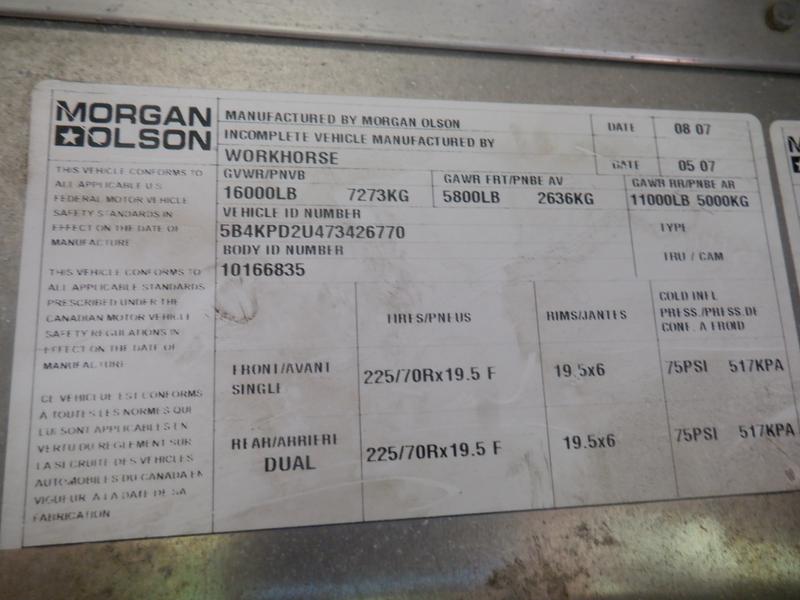 MORGAN
OLSON
MANUFACTURED BY MORGAN OLSON
DATE 08 07
INCOMPLETE VEHICLE MANUFACTURED BY
WORKHORSE
DATE 05 07
GVWR/PNVB
16000LB 7273KG
GAWR FRT/PNBE AV
5800LB 2636KG
GAWR RR/PNBE AR
11000LB 5000KG
VEHICLE ID NUMBER
5B4KPD2U473426770
TYPE
BODY ID NUMBER
10166835
TRU / CAM
THIS VEHICLE CONFORMS TO
ALL APPLICABLE U.S.
FEDERAL MOTOR VEHICLE
SAFETY STANDARDS IN
EFFECT ON THE DATE OF
MANUFACTURE
THIS VEHICLE CONFORMS TO
ALL APPLICABLE STANDARDS
PRESCRIBED UNDER THE
CANADIAN MOTOR VEHICLE
SAFETY REGULATIONS IN
EFFECT ON THE DATE OF
MANUFACTURE
CE VEHICUE EST CONFORMS
A TOUTES LES NORMES QUI
LUI SONT APPLICABLES EN
VERTU DU REGLEMENT SUR
LA SECRUITE DES VEHICLES
AUTOMOBILES DU CANADA EN
VIGUEUR A LA DATE DE SA
FABRICATION
TIRES/PNEUS
RIMS/JANTES
COLD INFL
PRESS./PRESS.DE
CONF. A FROID
FRONT/AVANT
SINGLE
225/70Rx19.5 F
19.5x6
75PSI 517KPA
REAR/ARRIERE
DUAL
225/70Rx19.5 F
19.5x6
75PSI 517KPA